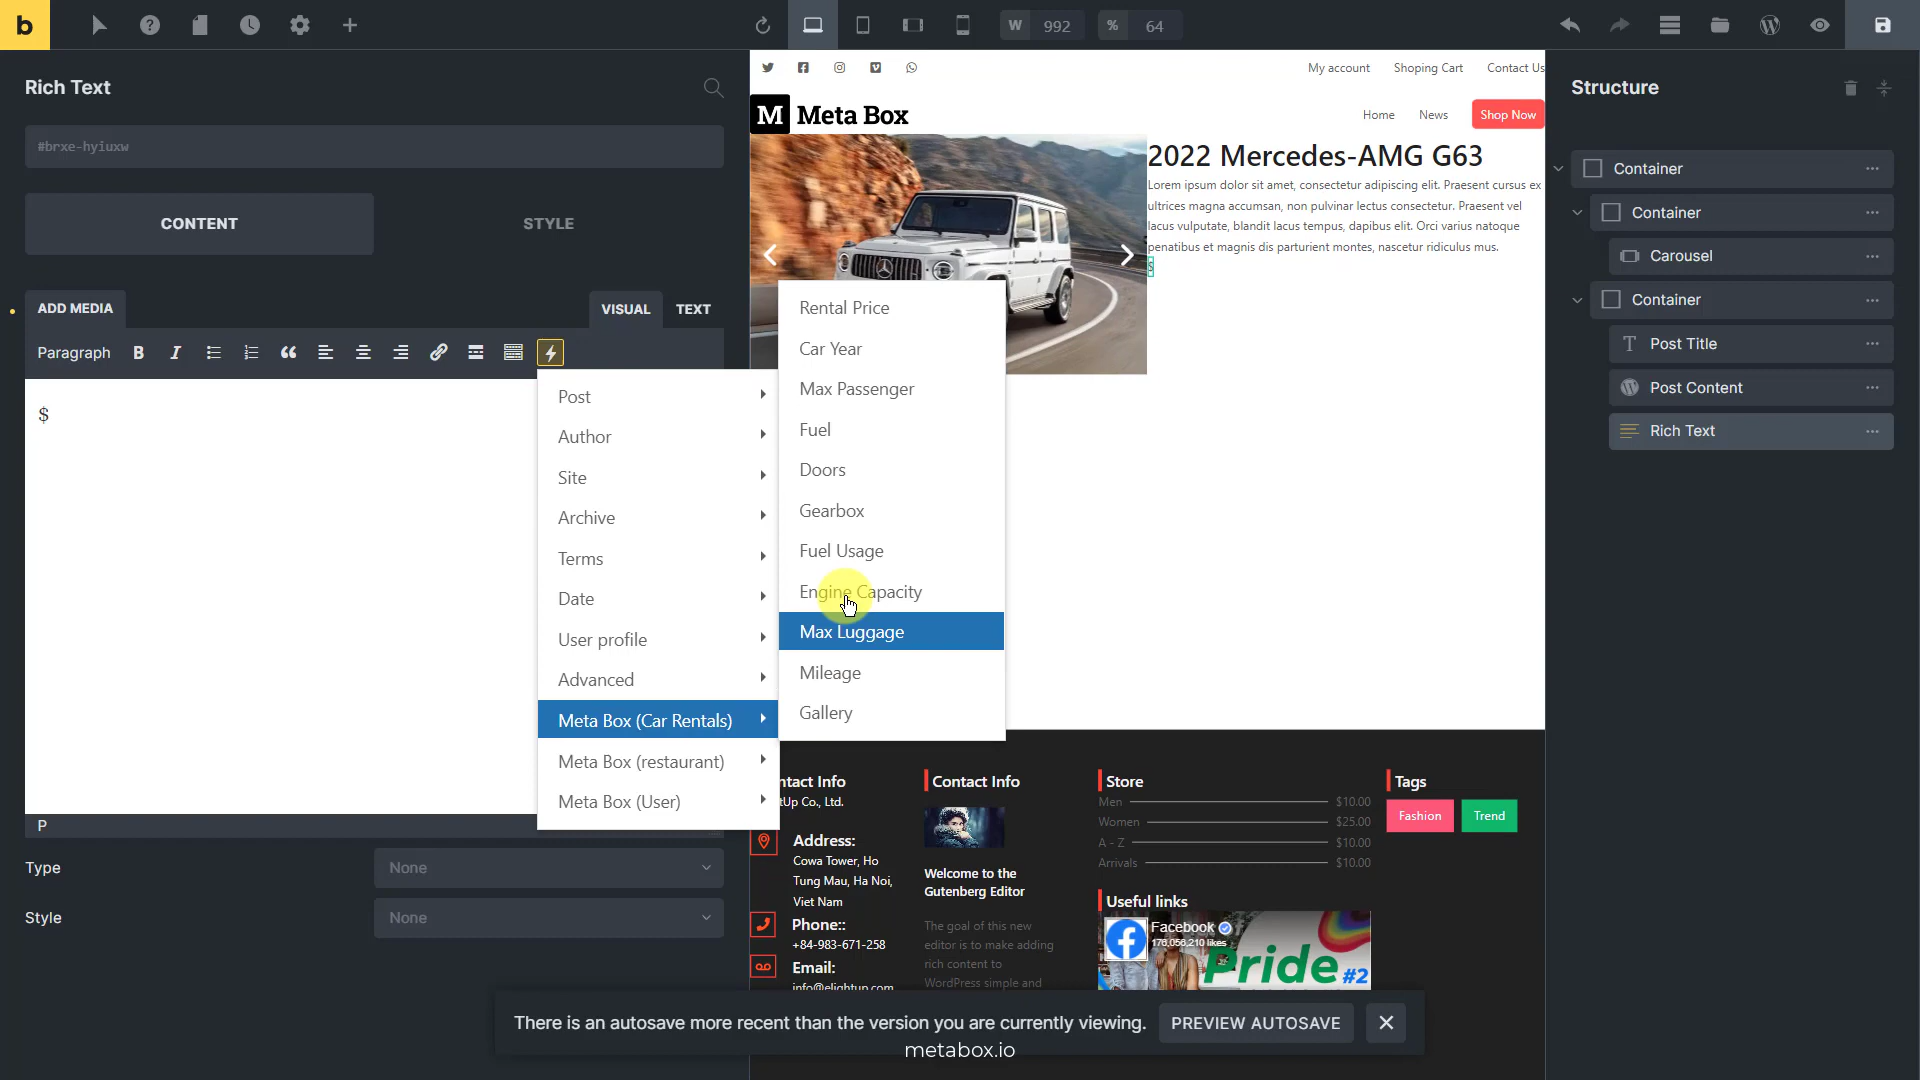 b
W
992
%
64
Rich Text
#brxe-hyiuxw
CONTENT
STYLE
ADD MEDIA
VISUAL
TEXT
Paragraph
B
I
$
P
Type
None
Style
None
Post
Author
Site
Archive
Terms
Date
User profile
Advanced
Meta Box (Car Rentals)
Meta Box (restaurant)
Meta Box (User)
Rental Price
Car Year
Max Passenger
Fuel
Doors
Gearbox
Fuel Usage
Engine Capacity
Max Luggage
Mileage
Gallery
My account
Shoping Cart
Contact Us
M Meta Box
Home
News
Shop Now
2022 Mercedes-AMG G63
Lorem ipsum dolor sit amet, consectetur adipiscing elit. Praesent cursus ex
ultrices magna accumsan, non pulvinar lectus consectetur. Praesent vel
lacus vulputate, blandit lacus tempus, dapibus elit. Orci varius natoque
penatibus et magnis dis parturient montes, nascetur ridiculus mus.
$
ntact Info
tUp Co., Ltd.
Address:
Cowa Tower, Ho
Tung Mau, Ha Noi,
Viet Nam
Phone::
+84-983-671-258
Email:
info@elightup.com
Contact Info
Welcome to the
Gutenberg Editor
The goal of this new
editor is to make adding
rich content to
WordPress simple and
Store
Men $10.00
Women $25.00
A - Z $10.00
Arrivals $10.00
Useful links
Facebook
176,056,210 likes
Pride #2
Tags
Fashion
Trend
Structure
Container
Container
Carousel
Container
Post Title
Post Content
Rich Text
There is an autosave more recent than the version you are currently viewing.
PREVIEW AUTOSAVE
metabox.io